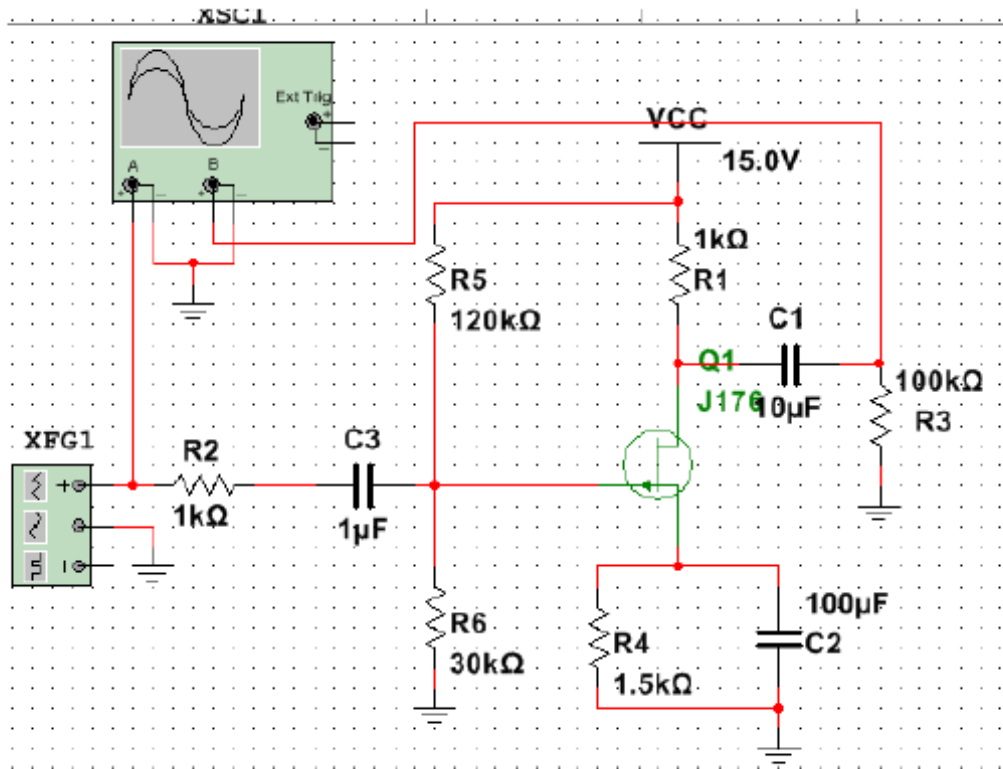 XSC1
Ext Trig
+
_
A
B
+
_
+
_
VCC
15.0V
1kΩ
R1
R5
120kΩ
C1
Q1
J176
10µF
100kΩ
R3
XFG1
R2
1kΩ
C3
1µF
R6
30kΩ
R4
1.5kΩ
100µF
C2